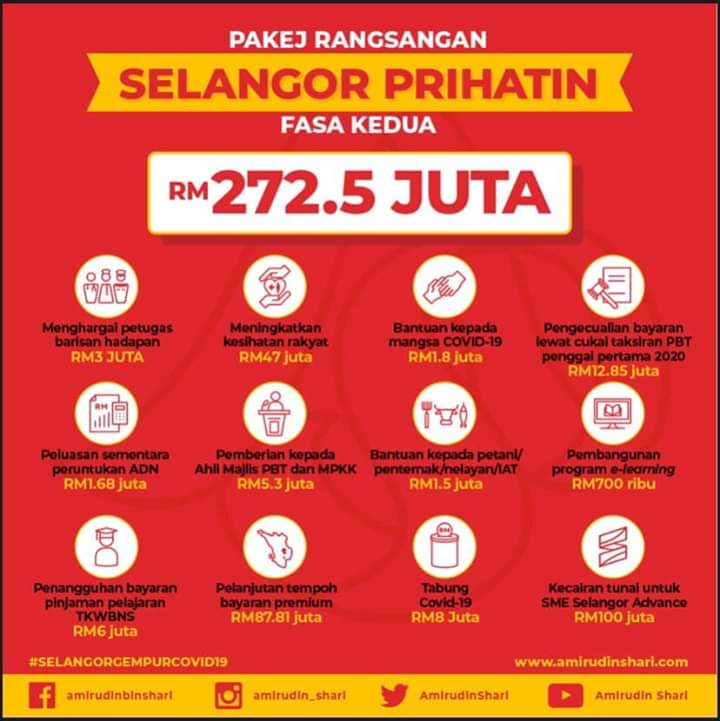 PAKEJ RANGSANGAN
SELANGOR PRIHATIN
FASA KEDUA
RM272.5 JUTA
Menghargai petugas
barisan hadapan
RM3 JUTA
Meningkatkan
kesihatan rakyat
RM47 juta
Bantuan kepada
mangsa COVID-19
RM1.8 juta
Pengecualian bayaran
lewat cukai taksiran PBT
penggal pertama 2020
RM12.85 juta
RM
Peluasan sementara
peruntukan ADN
RM1.68 juta
Pemberian kepada
Ahli Majlis PBT dan MPKK
RM5.3 juta
Bantuan kepada petani/
penternak/nelayan/IAT
RM1.5 juta
Pembangunan
program e-learning
RM700 ribu
Penangguhan bayaran
pinjaman pelajaran
TKWBNS
RM6 juta
Pelanjutan tempoh
bayaran premium
RM87.81 juta
RM
Tabung
Covid-19
RM8 Juta
Kecairan tunai untuk
SME Selangor Advance
RM100 juta
#SELANGORGEMPURCOVID19
www.amirudinshari.com
amirudinbinshari
amirudin_shari
AmirudinShari
Amirudin Shari